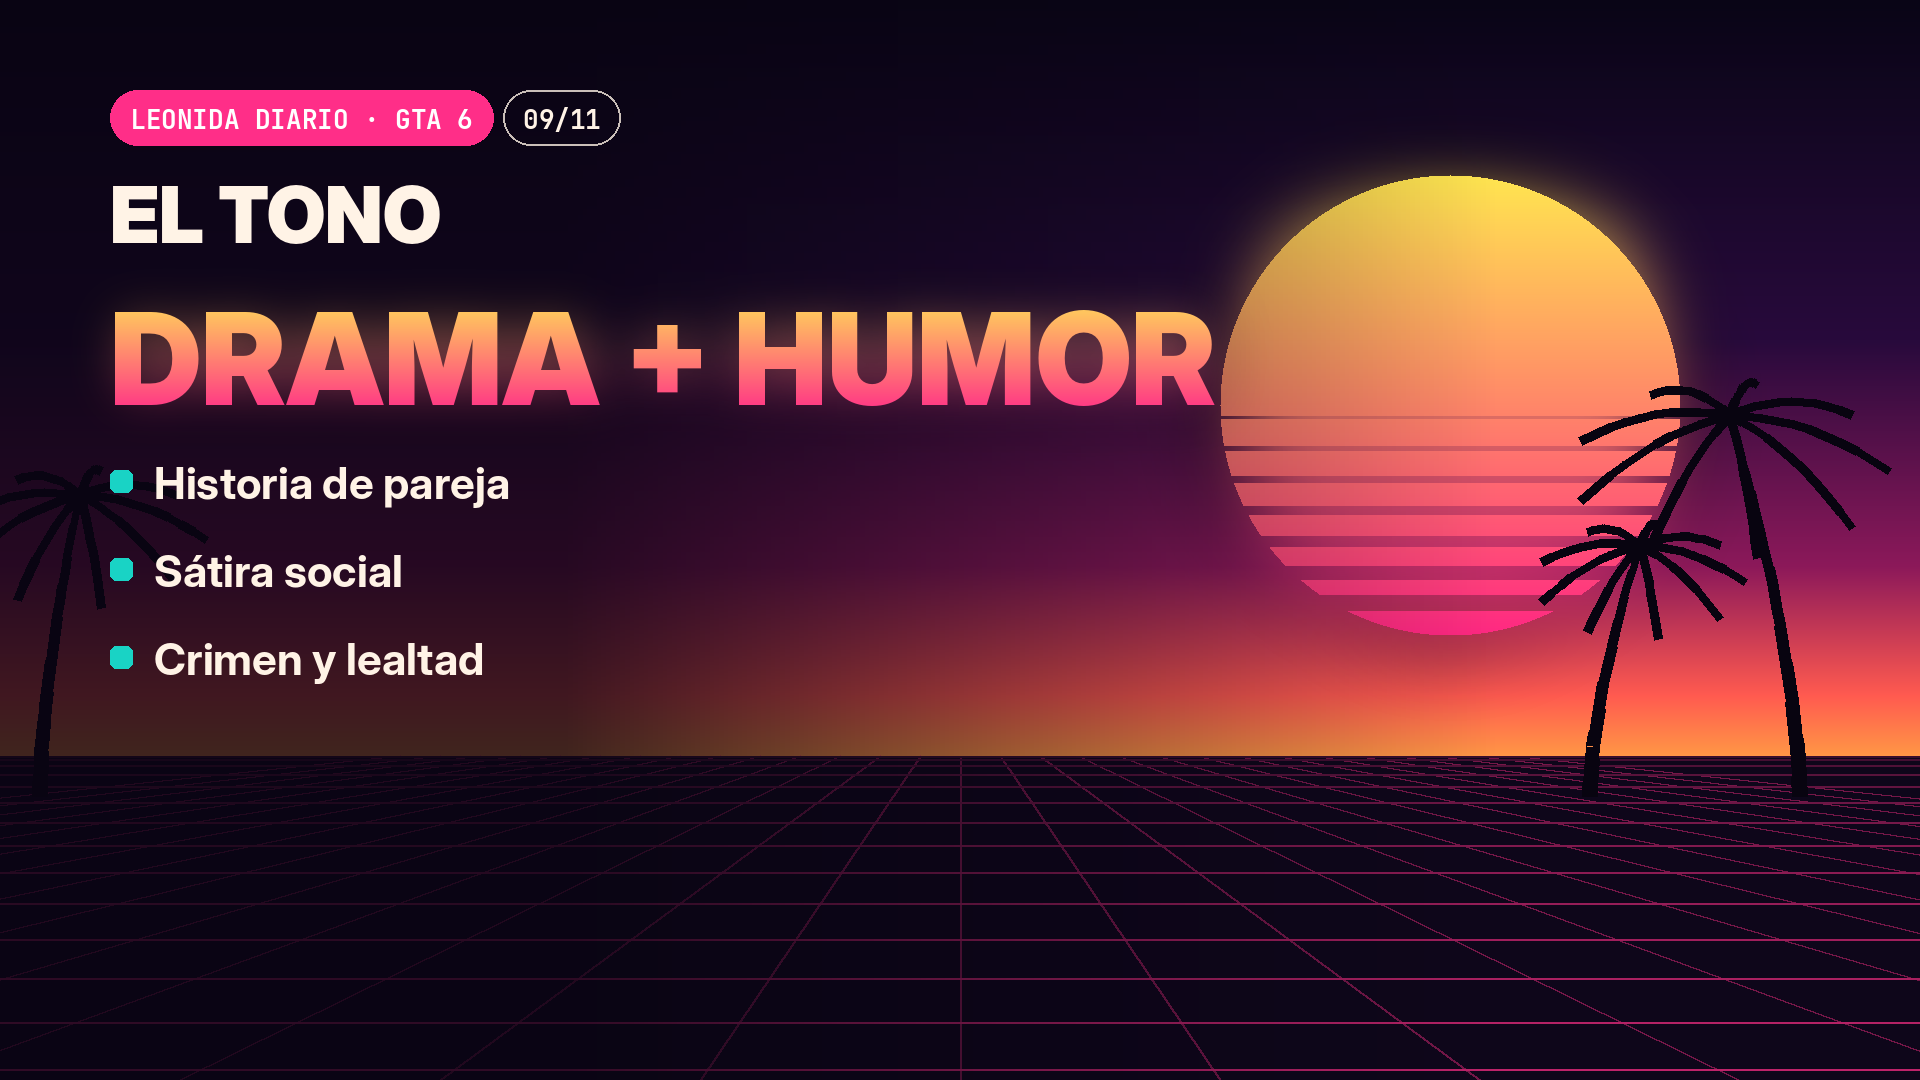 LEONIDA DIARIO · GTA 6 09/11
EL TONO
DRAMA + HUMOR
Historia de pareja
Sátira social
Crimen y lealtad